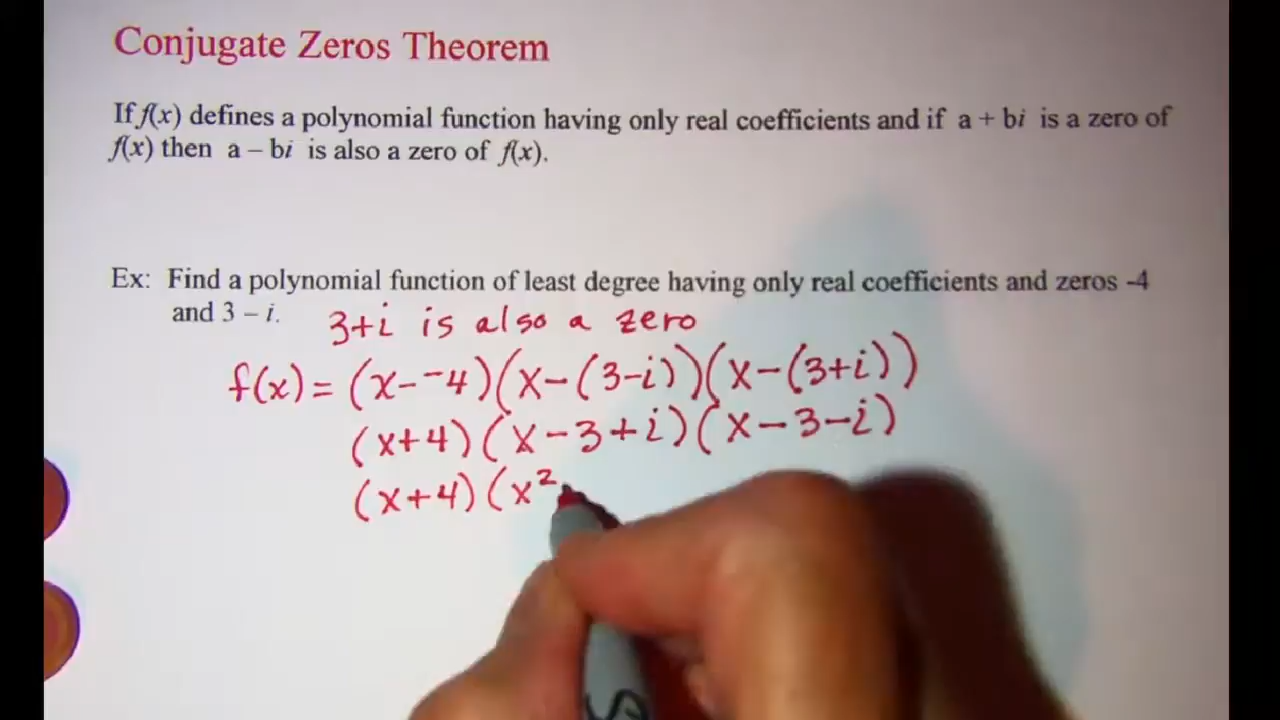 Conjugate Zeros Theorem
If f(x) defines a polynomial function having only real coefficients and if a + bi is a zero of
f(x) then a – bi is also a zero of f(x).
Ex: Find a polynomial function of least degree having only real coefficients and zeros -4
and 3 – i. 3+i is also a zero
f(x) = (x-⁻4)(x-(3-i))(x-(3+i))
(x+4)(x-3+i)(x-3-i)
(x+4)(x²